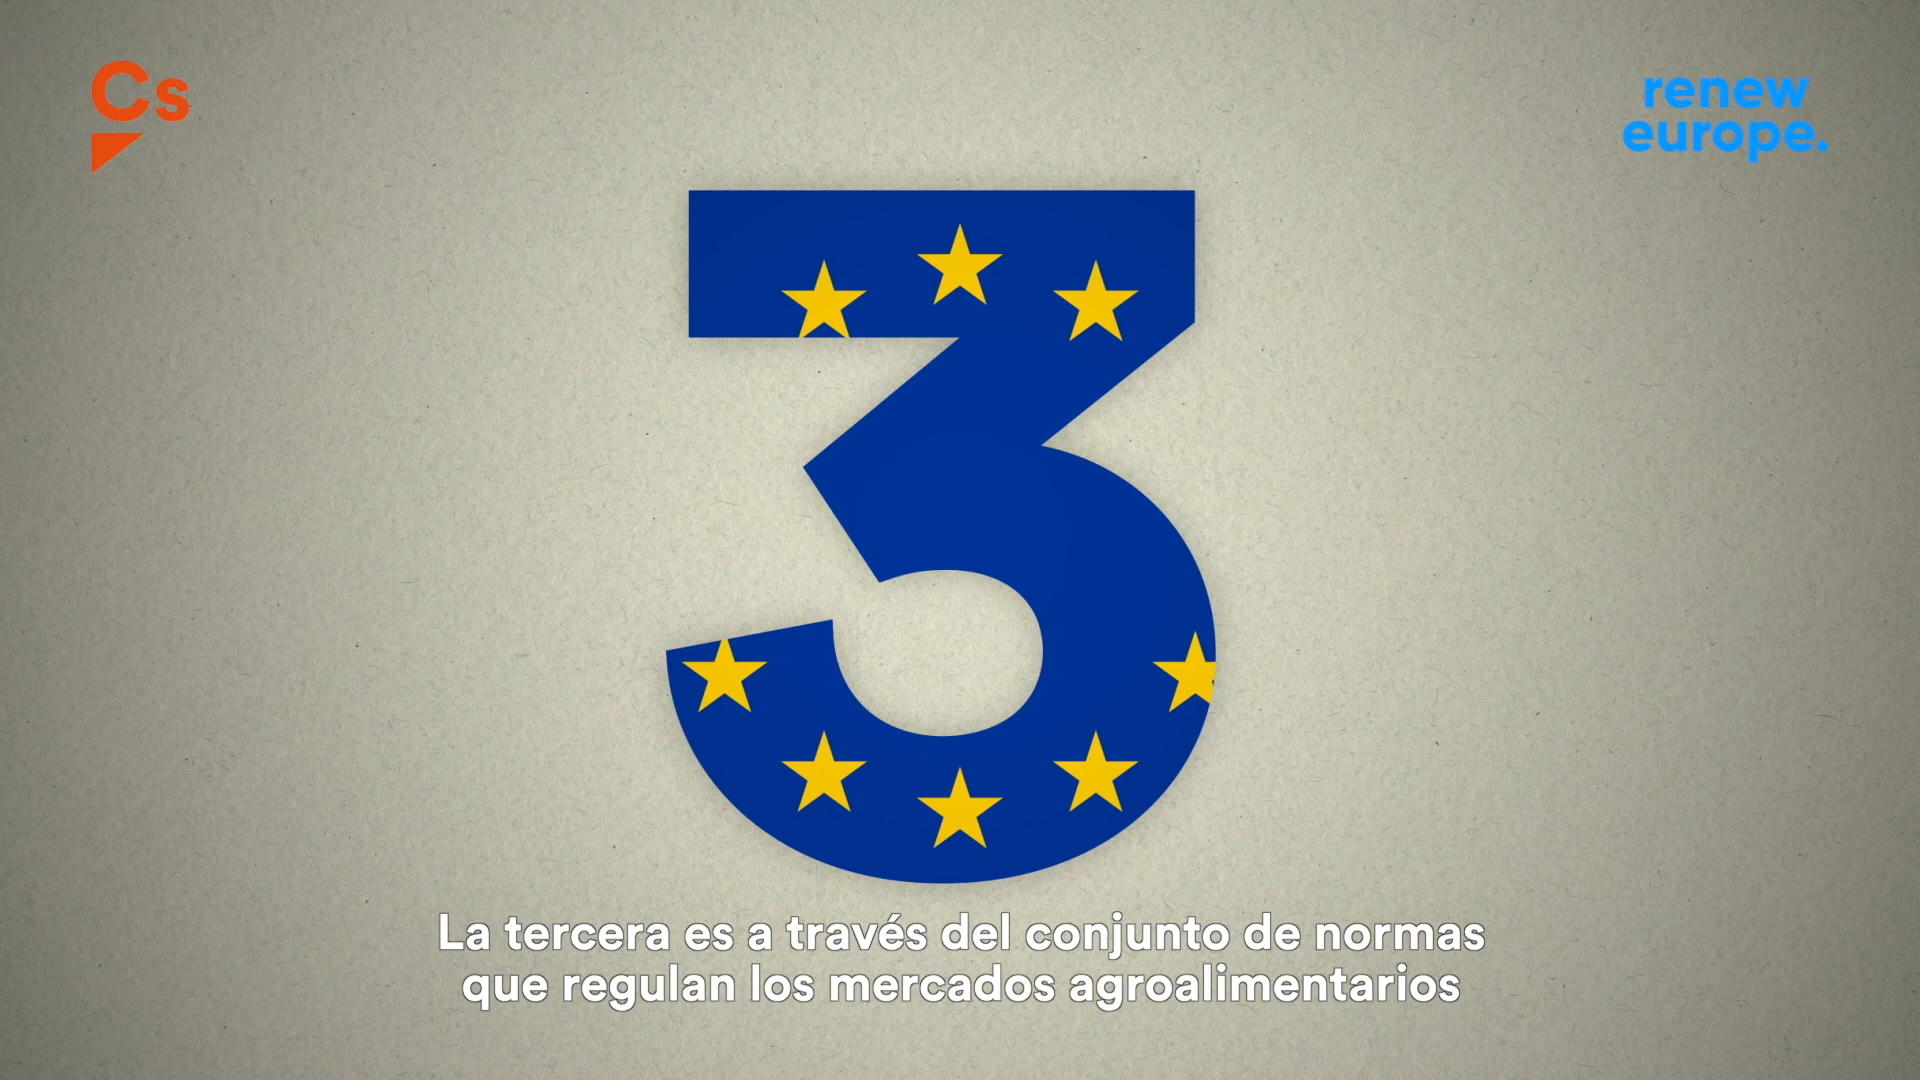 Cs
renew
europe.
3
La tercera es a través del conjunto de normas
que regulan los mercados agroalimentarios